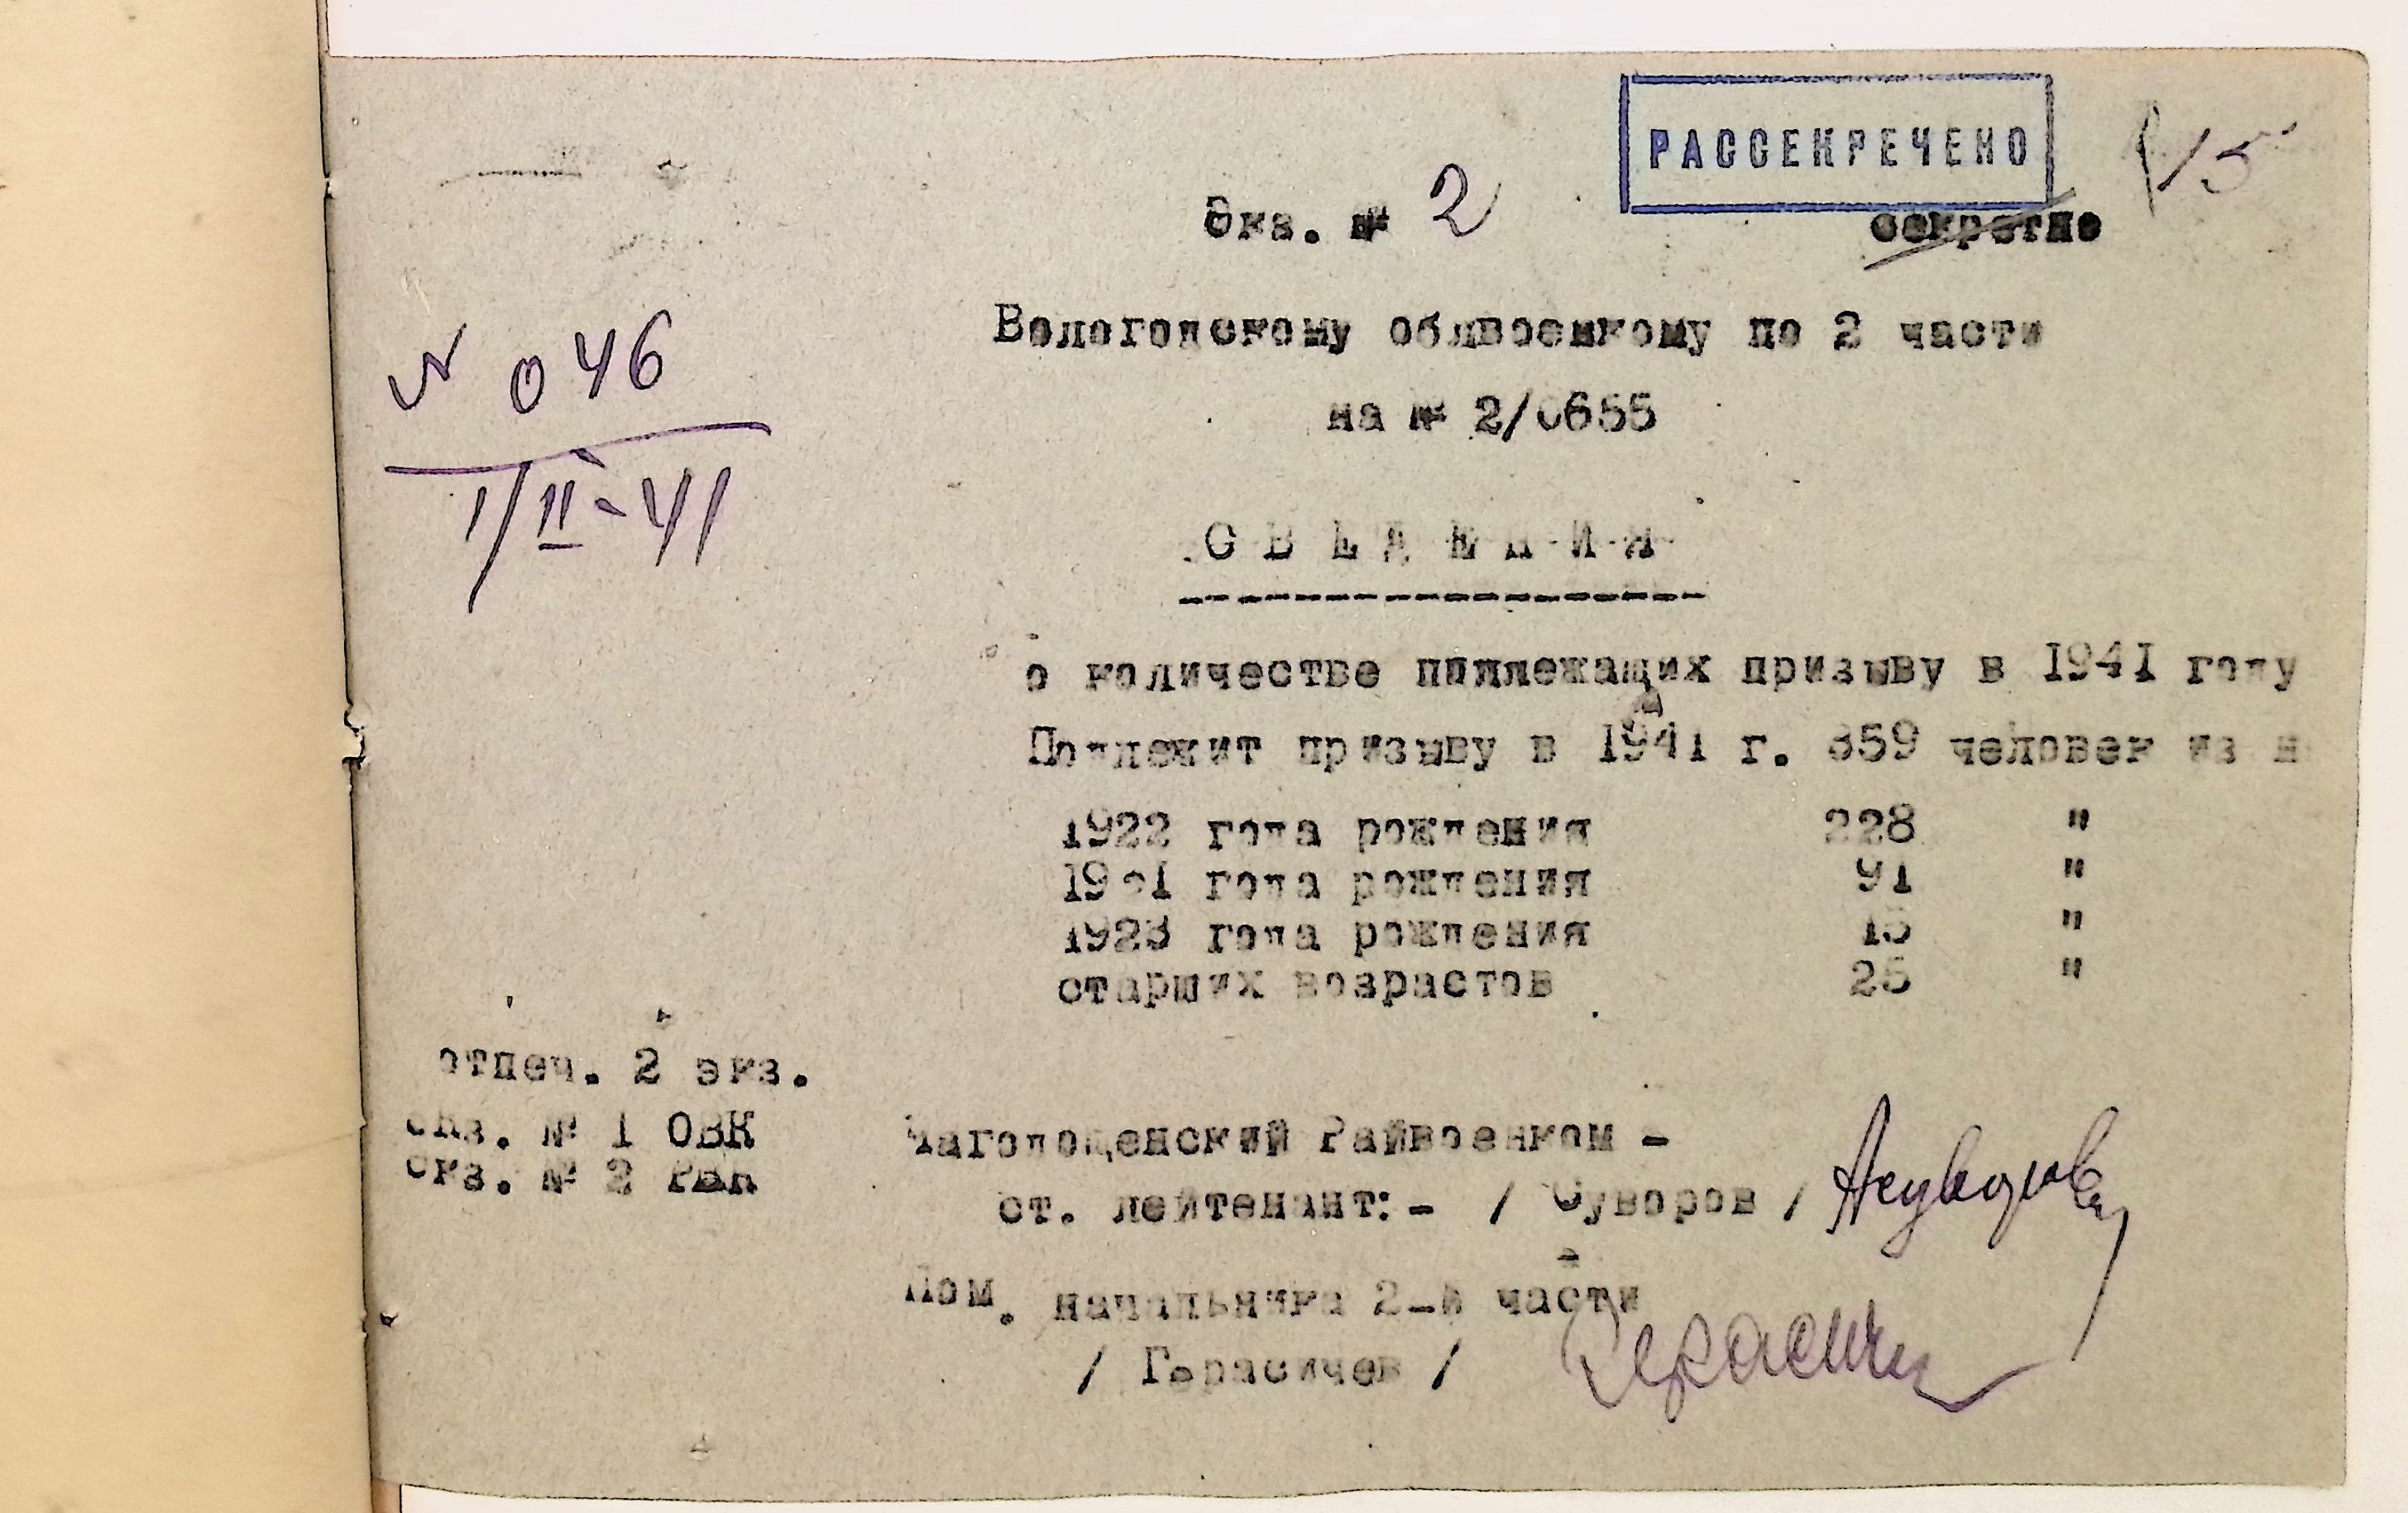 РАССЕКРЕЧЕНО
Экз. № 2
секретно
15
№ 046
1/II-41
Вологодскому облвоенкому по 2 части
на № 2/0655
СВЕДЕНИЯ
о количестве подлежащих призыву в 1941 году
Подлежит призыву в 1941 г. 359 человек из н
1922 года рождения 228 "
1921 года рождения 91 "
1923 года рождения 15 "
старших возрастов 25 "
отпеч. 2 экз.
экз. № 1 ОВК
экз. № 2 РВК
Чагодощенский Райвоенком -
ст. лейтенант:- / Суворов /
Пом. начальника 2-й части
/ Герасичев /